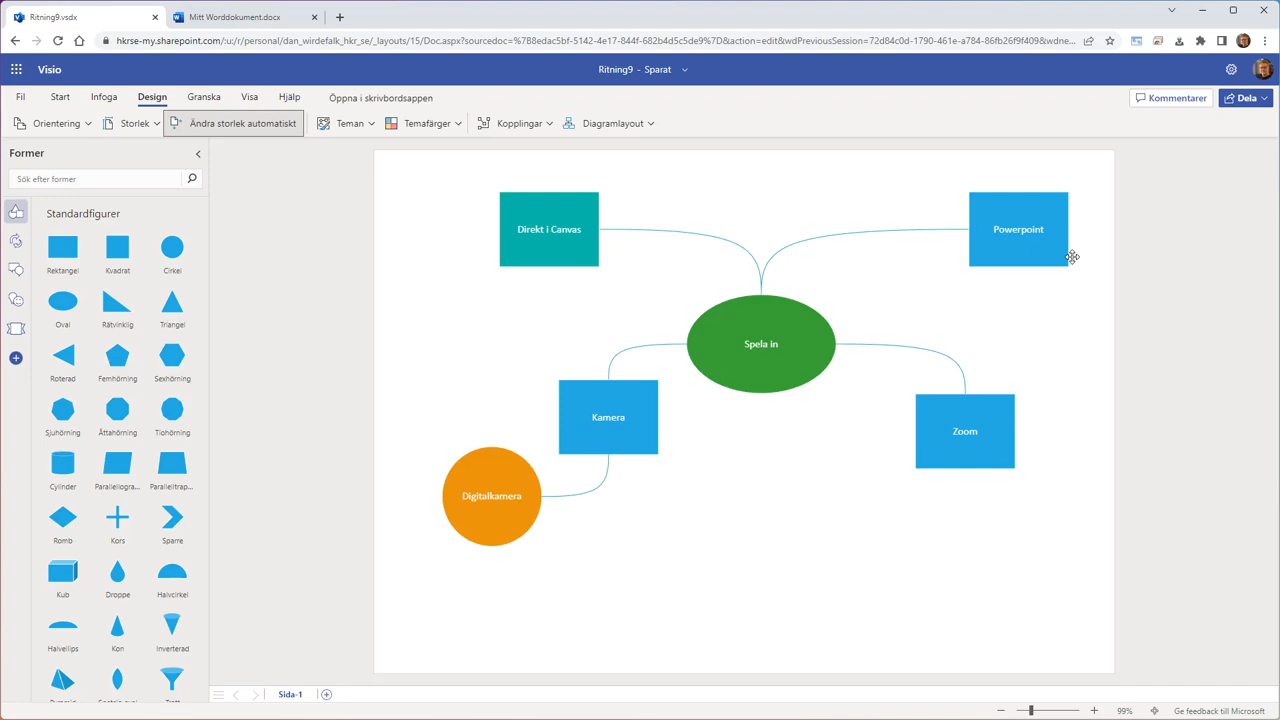 Ritning9.vsdx
Mitt Worddokument.docx
hkrse-my.sharepoint.com/:u:/r/personal/dan_wirdefalk_hkr_se/_layouts/15/Doc.aspx?sourcedoc=%7B8edac5bf-5142-4e17-844f-682b4d5c5de9%7D&action=edit&wdPreviousSession=72d84c0d-1790-461e-a784-86fb26f9f409&wdne...
Visio
Ritning9 - Sparat
Fil Start Infoga Design Granska Visa Hjälp Öppna i skrivbordsappen
Kommentarer Dela
Orientering Storlek Ändra storlek automatiskt Teman Temafärger Kopplingar Diagramlayout
Former
Sök efter former
Standardfigurer
Rektangel Kvadrat Cirkel
Oval Rätvinklig Triangel
Roterad Femhörning Sexhörning
Sjuhörning Åttahörning Tiohörning
Cylinder Parallelogra... Parallelltrap...
Romb Kors Sparre
Kub Droppe Halvcirkel
Halvellips Kon Inverterad
Direkt i Canvas
Powerpoint
Spela in
Kamera
Zoom
Digitalkamera
Sida-1
99% Ge feedback till Microsoft